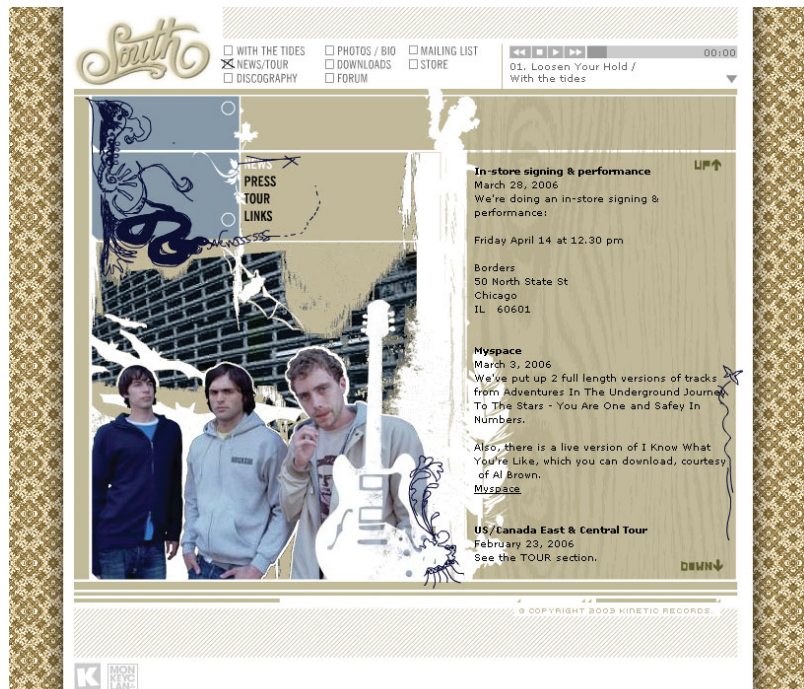 South
WITH THE TIDES
NEWS/TOUR
DISCOGRAPHY
PHOTOS / BIO
DOWNLOADS
FORUM
MAILING LIST
STORE
00:00
01. Loosen Your Hold /
With the tides
NEWS
PRESS
TOUR
LINKS
UP
In-store signing & performance
March 28, 2006
We're doing an in-store signing &
performance:
Friday April 14 at 12.30 pm
Borders
50 North State St
Chicago
IL 60601
Myspace
March 3, 2006
We've put up 2 full length versions of tracks
from Adventures In The Underground Journey
To The Stars - You Are One and Safey In
Numbers.
Also, there is a live version of I Know What
You're Like, which you can download, courtesy
of Al Brown.
Myspace
US/Canada East & Central Tour
February 23, 2006
See the TOUR section.
DOWN
© COPYRIGHT 2003 KINETIC RECORDS.
K
MON
KEYC
LAN